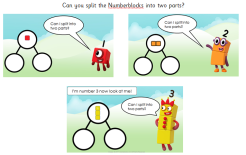 Can you split the Numberblocks into two parts?
Can I split into
two parts?
1
Can I split into
two parts?
2
I'm number 3 now look at me!
Can I split into
two parts?
3